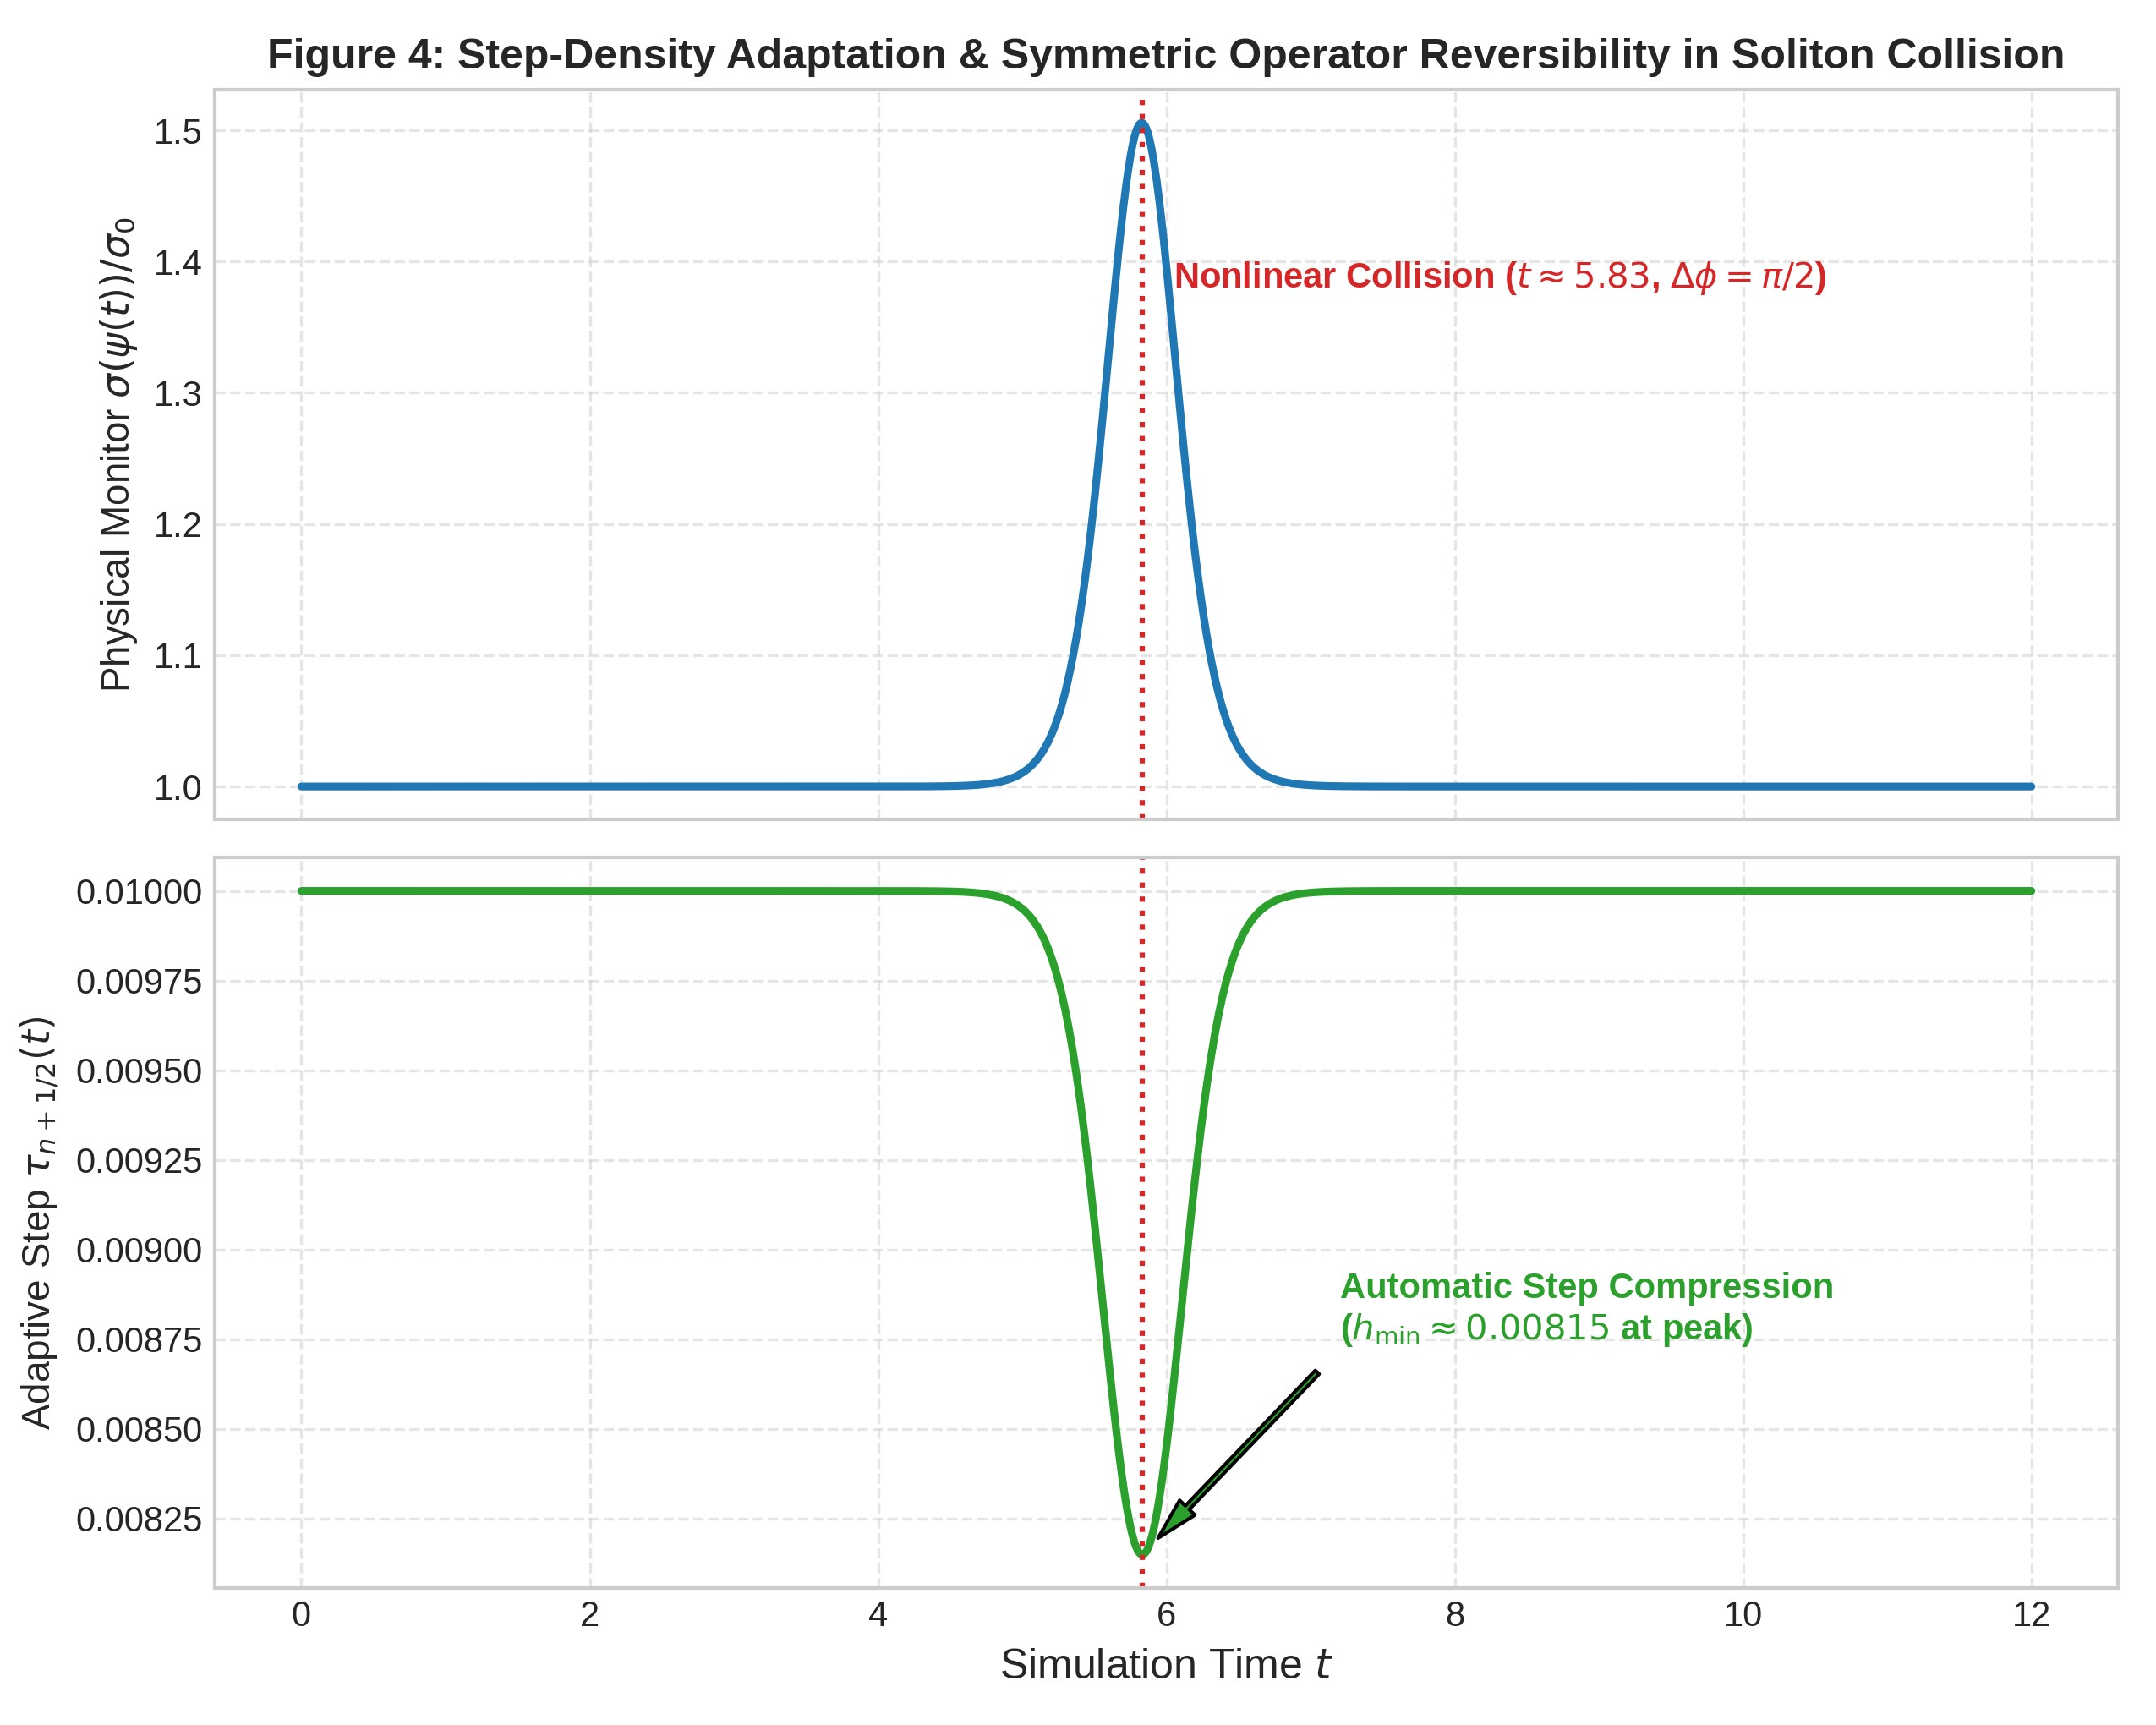 Figure 4: Step-Density Adaptation & Symmetric Operator Reversibility in Soliton Collision
Physical Monitor σ(ψ(t))/σ₀
1.5
1.4
1.3
1.2
1.1
1.0
Nonlinear Collision (t ≈ 5.83, Δϕ = π/2)
Adaptive Step τₙ₊₁/₂(t)
0.01000
0.00975
0.00950
0.00925
0.00900
0.00875
0.00850
0.00825
Automatic Step Compression
(hₘᵢₙ ≈ 0.00815 at peak)
0 2 4 6 8 10 12
Simulation Time t